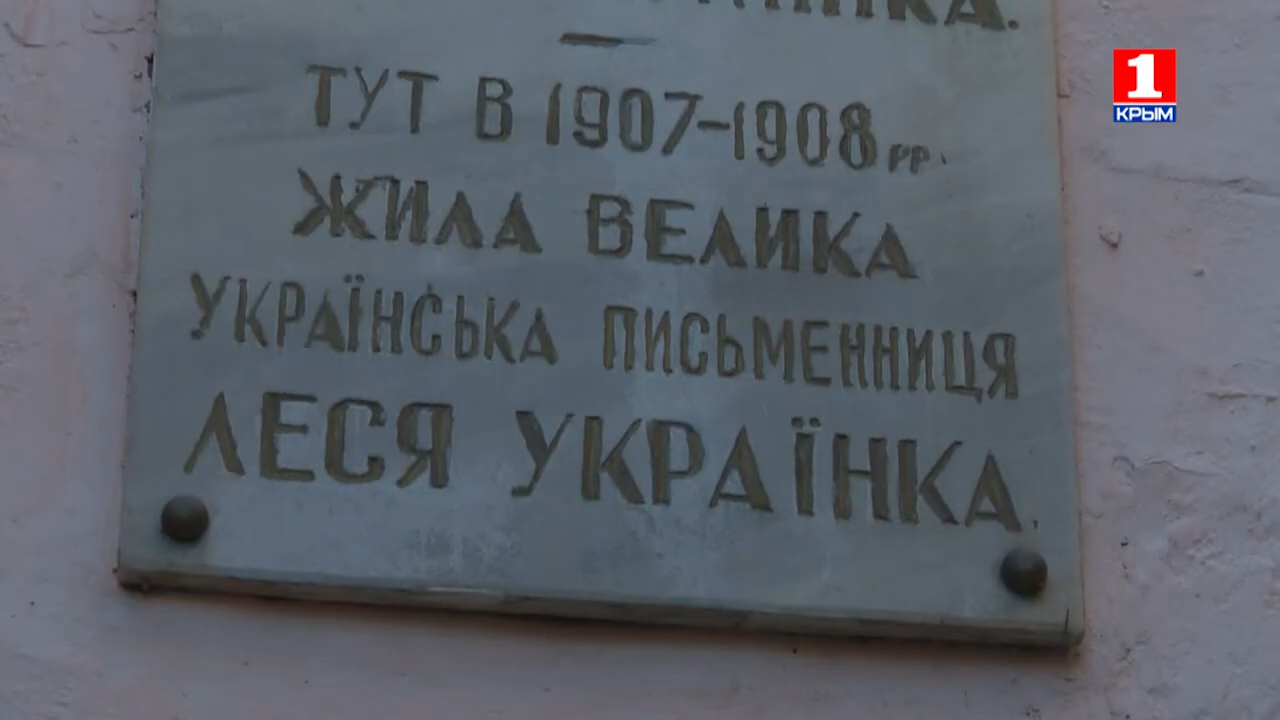 ТУТ В 1907-1908 рр.
ЖИЛА ВЕЛИКА
УКРАЇНСЬКА ПИСЬМЕННИЦЯ
ЛЕСЯ УКРАЇНКА.
1
КРЫМ